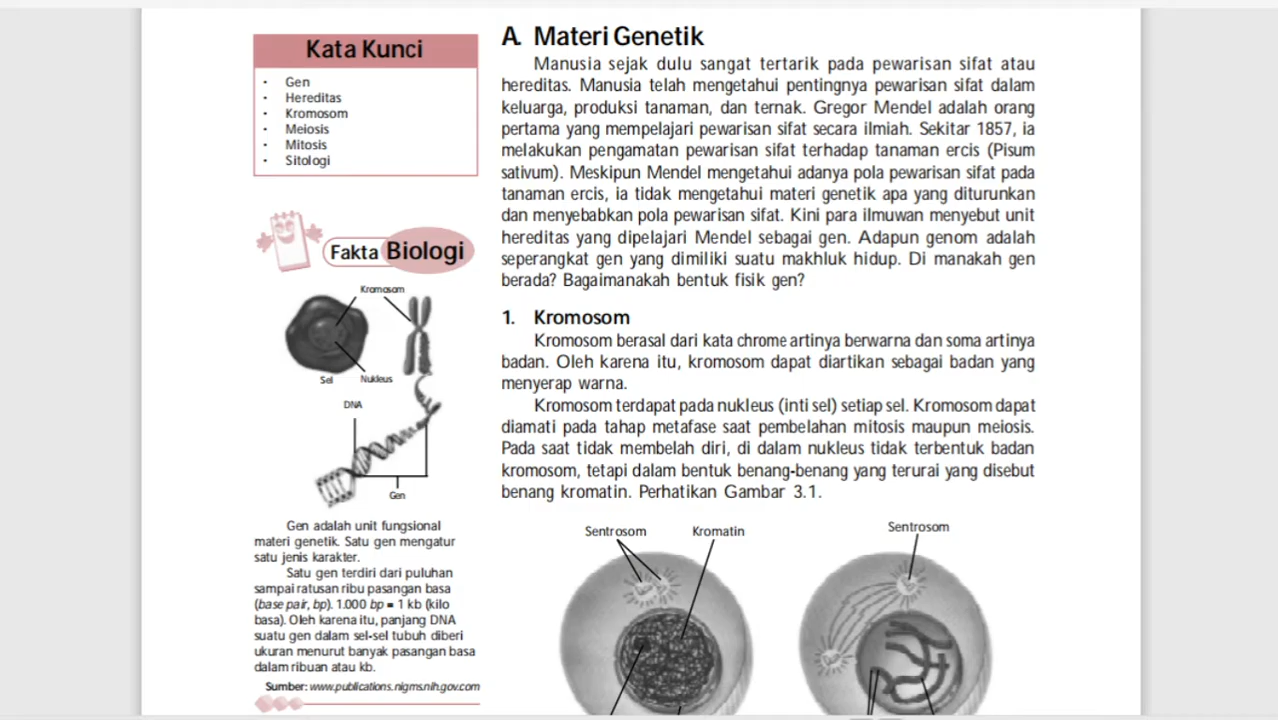 Kata Kunci
• Gen
• Hereditas
• Kromosom
• Meiosis
• Mitosis
• Sitologi
Fakta Biologi
Kromosom
Sel
Nukleus
DNA
Gen
Gen adalah unit fungsional
materi genetik. Satu gen mengatur
satu jenis karakter.
Satu gen terdiri dari puluhan
sampai ratusan ribu pasangan basa
(base pair, bp). 1.000 bp = 1 kb (kilo
basa). Oleh karena itu, panjang DNA
suatu gen dalam sel-sel tubuh diberi
ukuran menurut banyak pasangan basa
dalam ribuan atau kb.
Sumber: www.publications.nigms.nih.gov.com
A. Materi Genetik
Manusia sejak dulu sangat tertarik pada pewarisan sifat atau
hereditas. Manusia telah mengetahui pentingnya pewarisan sifat dalam
keluarga, produksi tanaman, dan ternak. Gregor Mendel adalah orang
pertama yang mempelajari pewarisan sifat secara ilmiah. Sekitar 1857, ia
melakukan pengamatan pewarisan sifat terhadap tanaman ercis (Pisum
sativum). Meskipun Mendel mengetahui adanya pola pewarisan sifat pada
tanaman ercis, ia tidak mengetahui materi genetik apa yang diturunkan
dan menyebabkan pola pewarisan sifat. Kini para ilmuwan menyebut unit
hereditas yang dipelajari Mendel sebagai gen. Adapun genom adalah
seperangkat gen yang dimiliki suatu makhluk hidup. Di manakah gen
berada? Bagaimanakah bentuk fisik gen?
1. Kromosom
Kromosom berasal dari kata chrome artinya berwarna dan soma artinya
badan. Oleh karena itu, kromosom dapat diartikan sebagai badan yang
menyerap warna.
Kromosom terdapat pada nukleus (inti sel) setiap sel. Kromosom dapat
diamati pada tahap metafase saat pembelahan mitosis maupun meiosis.
Pada saat tidak membelah diri, di dalam nukleus tidak terbentuk badan
kromosom, tetapi dalam bentuk benang-benang yang terurai yang disebut
benang kromatin. Perhatikan Gambar 3.1.
Sentrosom
Kromatin
Sentrosom